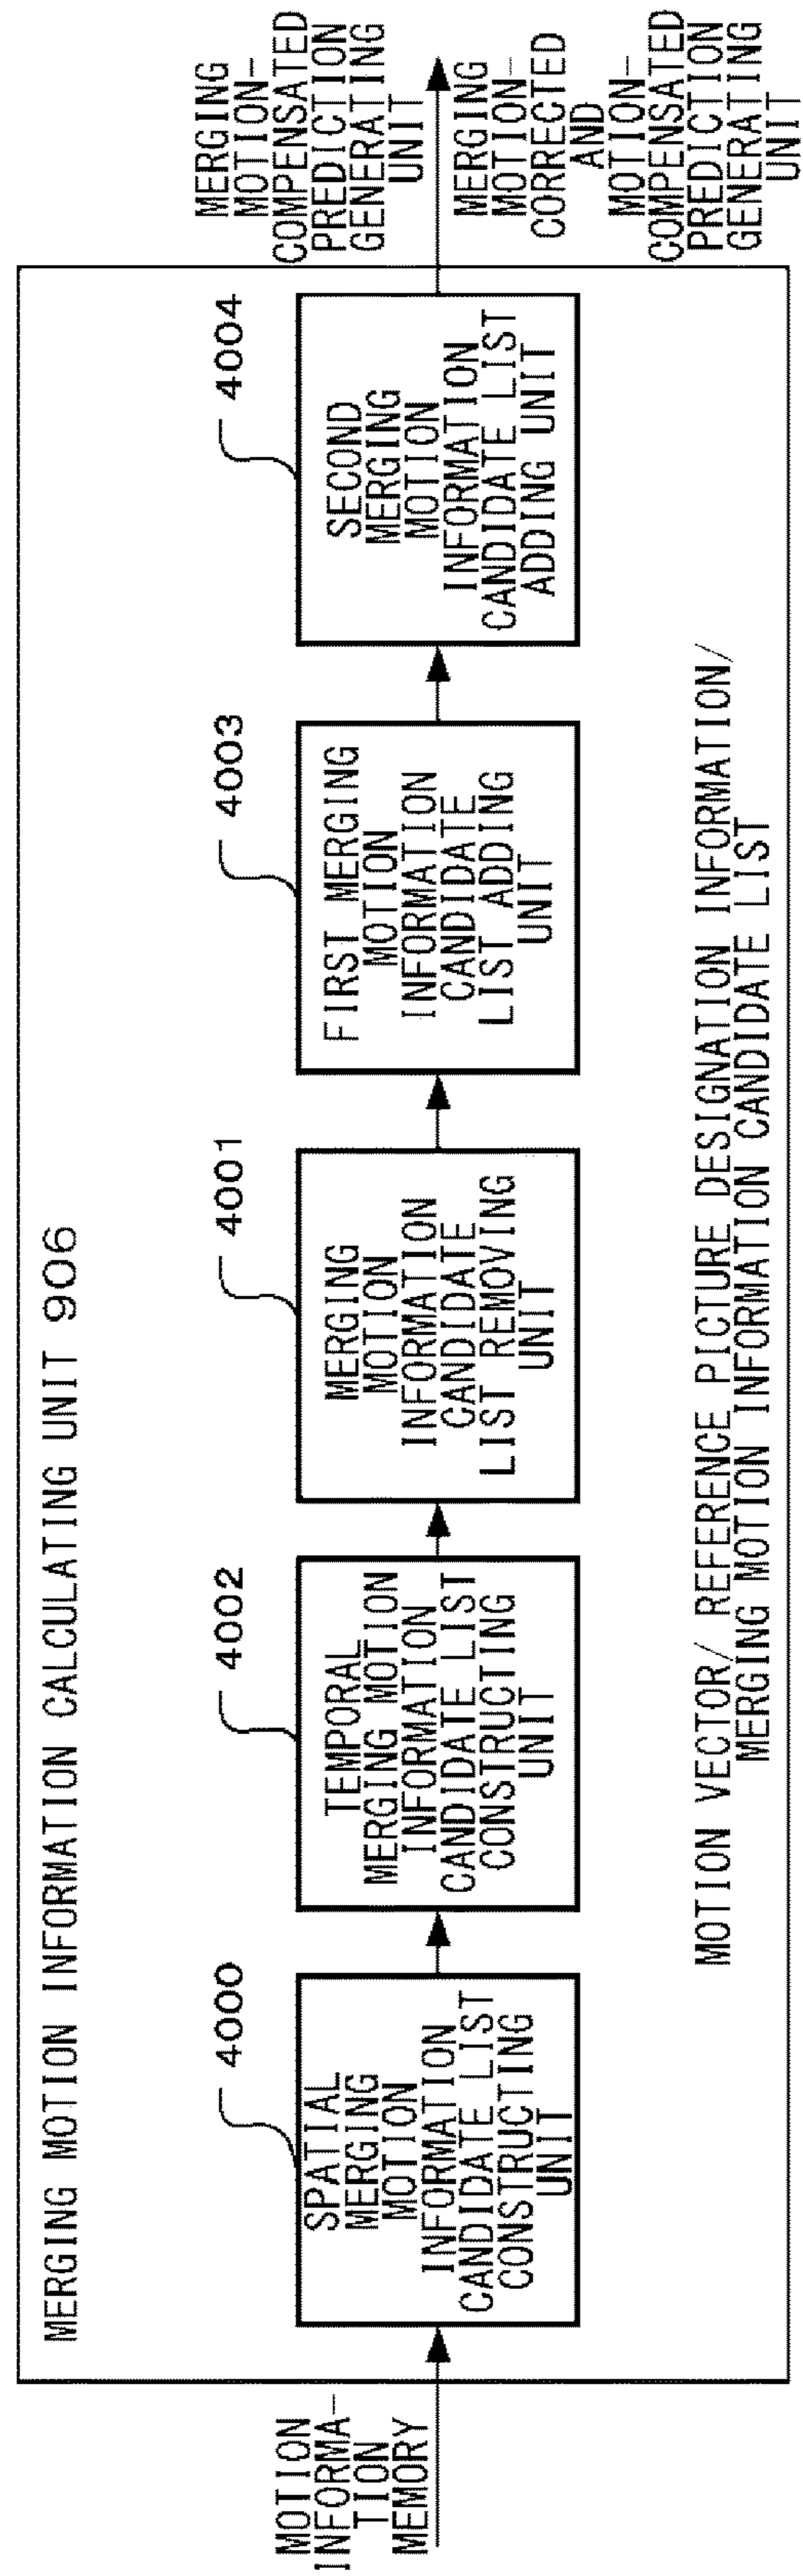 MERGING MOTION INFORMATION CALCULATING UNIT 906
MOTION
INFORMA-
TION
MEMORY
4000
SPATIAL
MERGING
MOTION
INFORMATION
CANDIDATE LIST
CONSTRUCTING
UNIT
4002
TEMPORAL
MERGING MOTION
INFORMATION
CANDIDATE LIST
CONSTRUCTING
UNIT
4001
MERGING
MOTION
INFORMATION
CANDIDATE
LIST REMOVING
UNIT
4003
FIRST MERGING
MOTION
INFORMATION
CANDIDATE
LIST ADDING
UNIT
4004
SECOND
MERGING
MOTION
INFORMATION
CANDIDATE LIST
ADDING UNIT
MERGING
MOTION-
COMPENSATED
PREDICTION
GENERATING
UNIT
MERGING
MOTION-
CORRECTED
AND
MOTION-
COMPENSATED
PREDICTION
GENERATING
UNIT
MOTION VECTOR/ REFERENCE PICTURE DESIGNATION INFORMATION/
MERGING MOTION INFORMATION CANDIDATE LIST